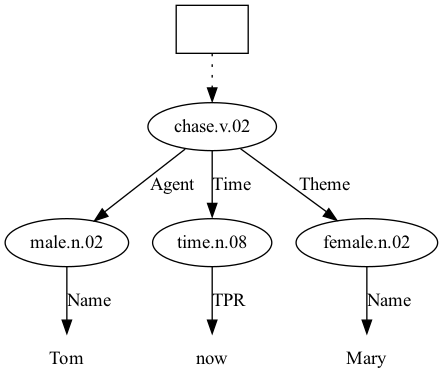 chase.v.02
Agent Time Theme
male.n.02 time.n.08 female.n.02
Name TPR Name
Tom now Mary